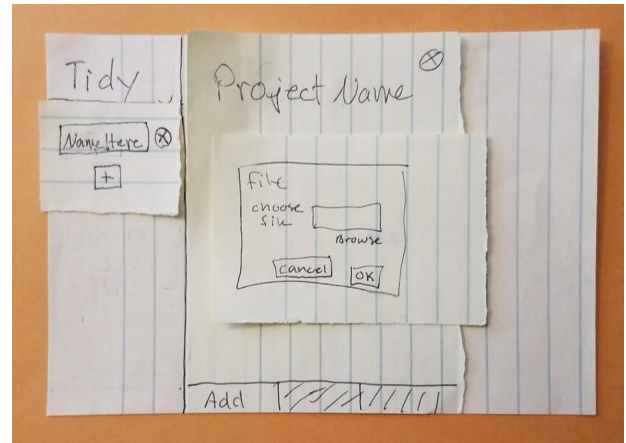 Tidy
Name Here
+
Project Name
File
choose
file
Browse
Cancel
OK
Add